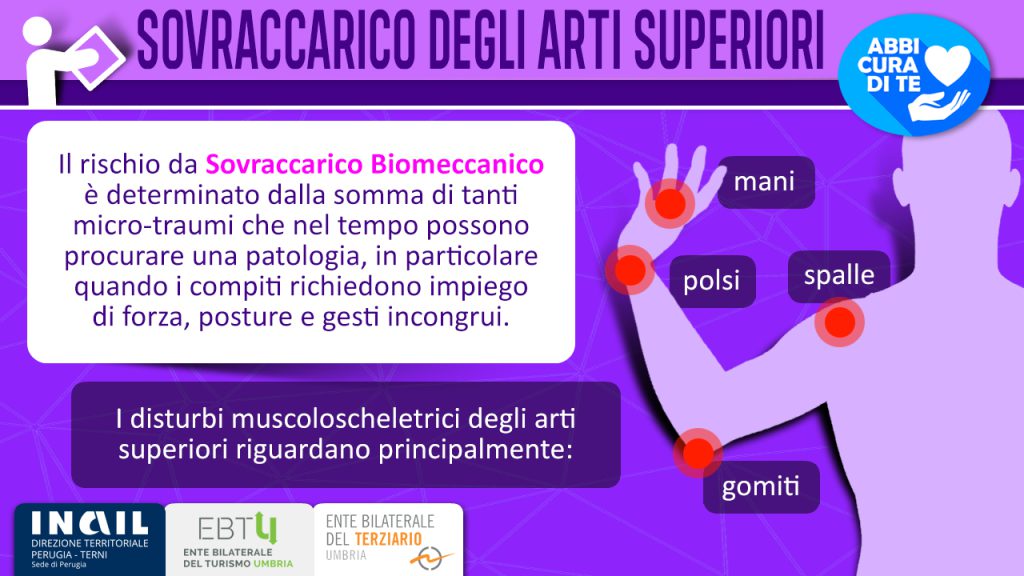 SOVRACCARICO DEGLI ARTI SUPERIORI
ABBI
CURA
DI TE
Il rischio da Sovraccarico Biomeccanico
è determinato dalla somma di tanti
micro-traumi che nel tempo possono
procurare una patologia, in particolare
quando i compiti richiedono impiego
di forza, posture e gesti incongrui.
mani
polsi
spalle
I disturbi muscoloscheletrici degli arti
superiori riguardano principalmente:
gomiti
INAIL
DIREZIONE TERRITORIALE
PERUGIA - TERNI
Sede di Perugia
EBTU
ENTE BILATERALE
DEL TURISMO UMBRIA
ENTE BILATERALE
DEL TERZIARIO
UMBRIA